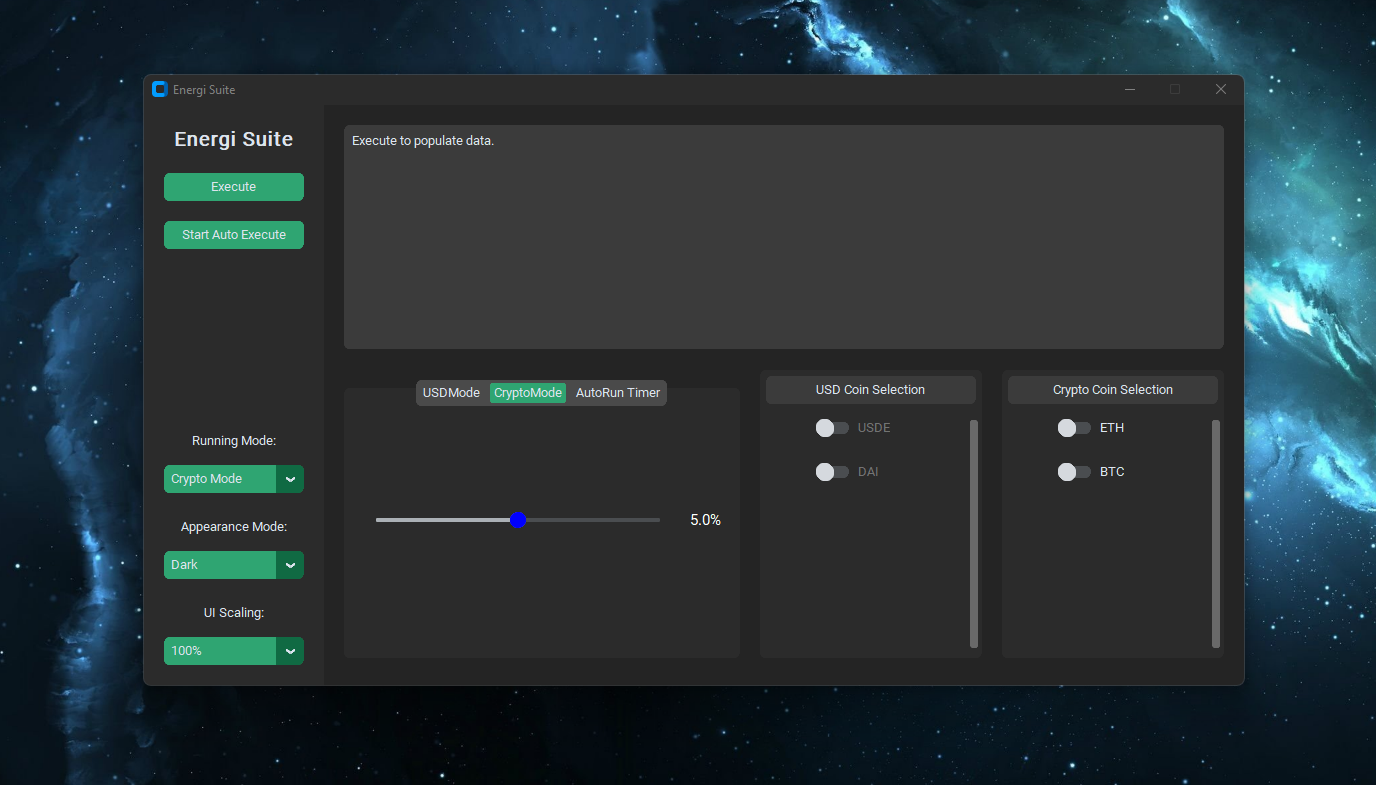 Energi Suite
Energi Suite
Execute
Start Auto Execute
Running Mode:
Crypto Mode
Appearance Mode:
Dark
UI Scaling:
100%
Execute to populate data.
USDMode CryptoMode AutoRun Timer
5.0%
USD Coin Selection
USDE
DAI
Crypto Coin Selection
ETH
BTC